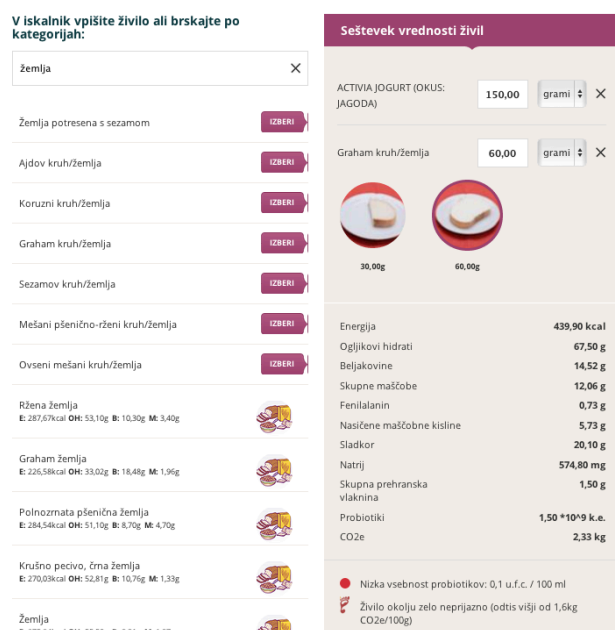 V iskalnik vpišite živilo ali brskajte po
kategorijah:
žemlja
Žemlja potresena s sezamom
IZBERI
Ajdov kruh/žemlja
IZBERI
Koruzni kruh/žemlja
IZBERI
Graham kruh/žemlja
IZBERI
Sezamov kruh/žemlja
IZBERI
Mešani pšenično-rženi kruh/žemlja
IZBERI
Ovseni mešani kruh/žemlja
IZBERI
Ržena žemlja
E: 287,67kcal OH: 53,10g B: 10,30g M: 3,40g
Graham žemlja
E: 226,58kcal OH: 33,02g B: 18,48g M: 1,96g
Polnozrnata pšenična žemlja
E: 284,54kcal OH: 51,10g B: 8,70g M: 4,70g
Krušno pecivo, črna žemlja
E: 270,03kcal OH: 52,81g B: 10,76g M: 1,33g
Žemlja
Seštevek vrednosti živil
ACTIVIA JOGURT (OKUS:
JAGODA)
150,00
grami
Graham kruh/žemlja
60,00
grami
30,00g
60,00g
Energija 439,90 kcal
Ogljikovi hidrati 67,50 g
Beljakovine 14,52 g
Skupne maščobe 12,06 g
Fenilalanin 0,73 g
Nasičene maščobne kisline 5,73 g
Sladkor 20,10 g
Natrij 574,80 mg
Skupna prehranska 1,50 g
vlaknina
Probiotiki 1,50 *10^9 k.e.
CO2e 2,33 kg
Nizka vsebnost probiotikov: 0,1 u.f.c. / 100 ml
Živilo okolju zelo neprijazno (odtis višji od 1,6kg
CO2e/100g)